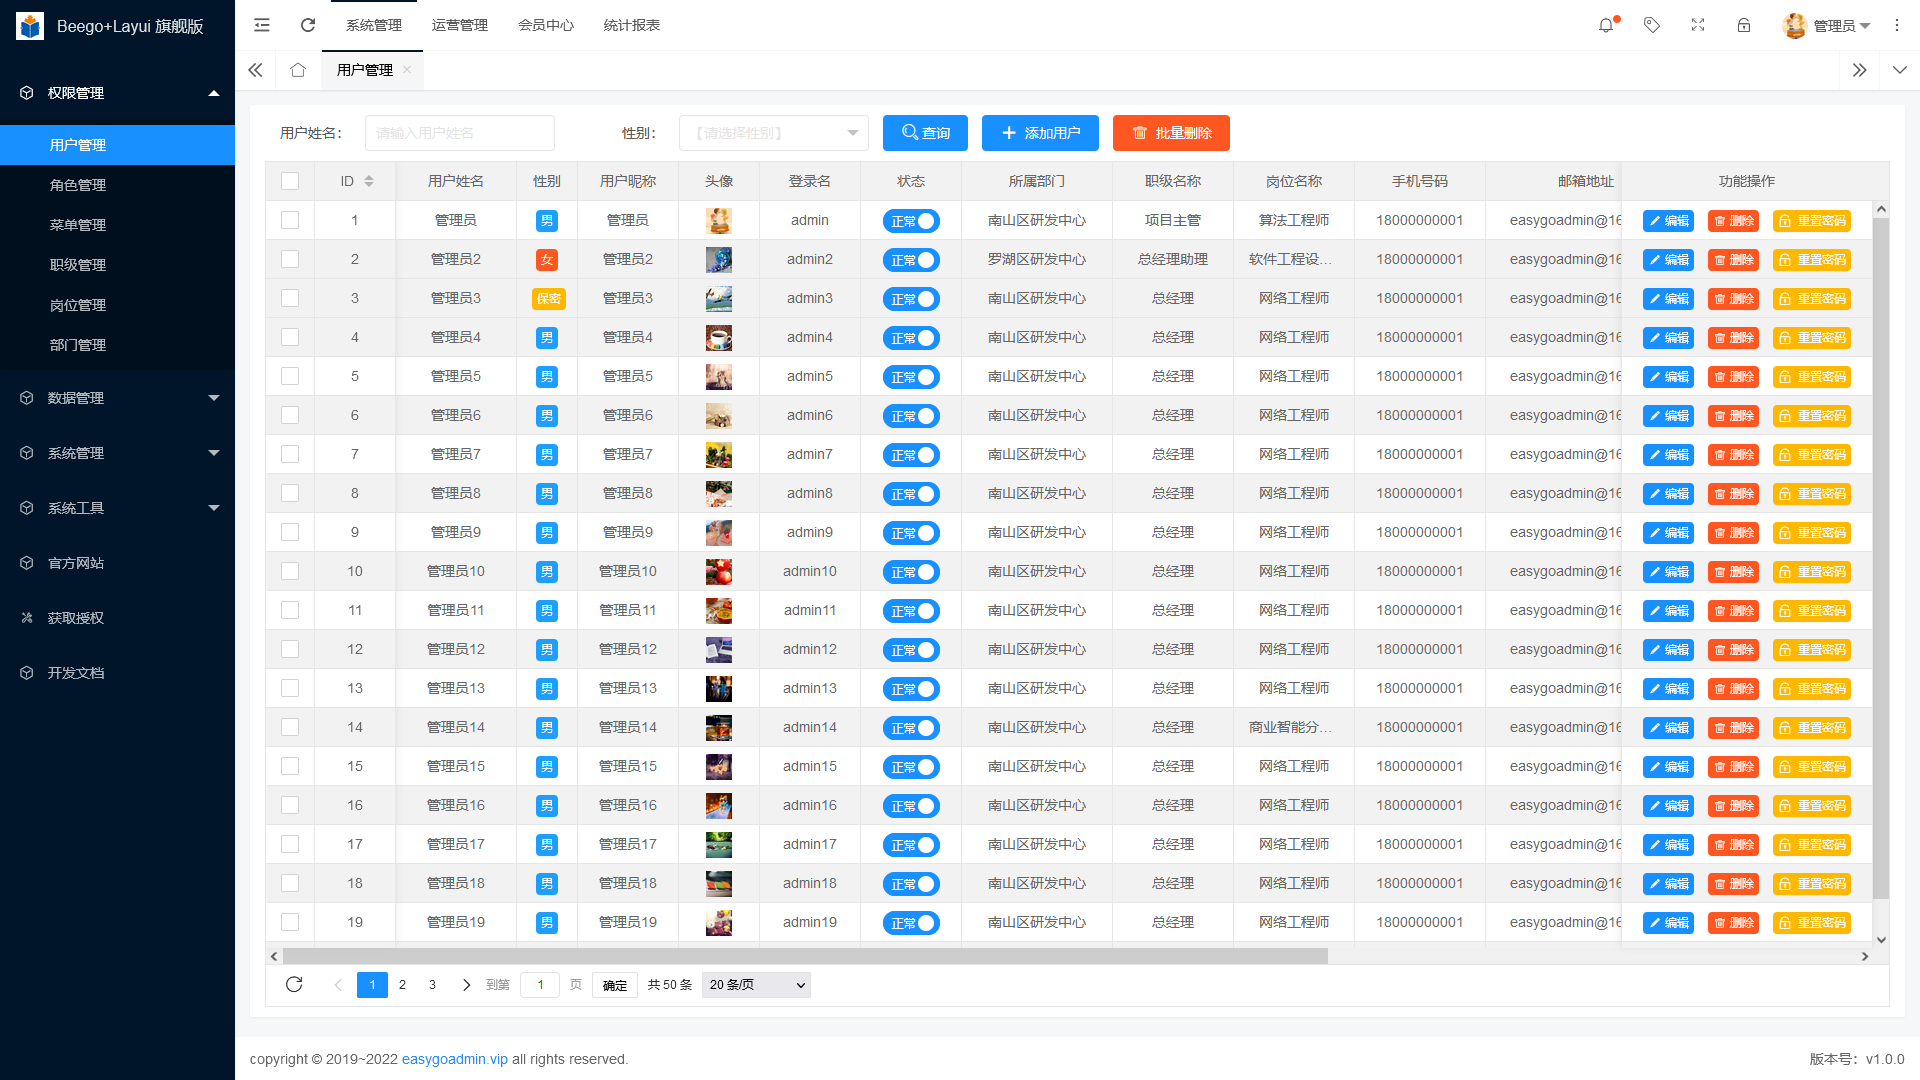 Beego+Layui 旗舰版
系统管理 运营管理 会员中心 统计报表
管理员
用户管理
权限管理
用户管理
角色管理
菜单管理
职级管理
岗位管理
部门管理
数据管理
系统管理
系统工具
官方网站
获取授权
开发文档
用户姓名： 请输入用户姓名 性别： 【请选择性别】 查询 添加用户 批量删除
ID 用户姓名 性别 用户昵称 头像 登录名 状态 所属部门 职级名称 岗位名称 手机号码 邮箱地址 功能操作
1 管理员 男 管理员 admin 正常 南山区研发中心 项目主管 算法工程师 18000000001 easygoadmin@16 编辑 删除 重置密码
2 管理员2 女 管理员2 admin2 正常 罗湖区研发中心 总经理助理 软件工程设... 18000000001 easygoadmin@16 编辑 删除 重置密码
3 管理员3 保密 管理员3 admin3 正常 南山区研发中心 总经理 网络工程师 18000000001 easygoadmin@16 编辑 删除 重置密码
4 管理员4 男 管理员4 admin4 正常 南山区研发中心 总经理 网络工程师 18000000001 easygoadmin@16 编辑 删除 重置密码
5 管理员5 男 管理员5 admin5 正常 南山区研发中心 总经理 网络工程师 18000000001 easygoadmin@16 编辑 删除 重置密码
6 管理员6 男 管理员6 admin6 正常 南山区研发中心 总经理 网络工程师 18000000001 easygoadmin@16 编辑 删除 重置密码
7 管理员7 男 管理员7 admin7 正常 南山区研发中心 总经理 网络工程师 18000000001 easygoadmin@16 编辑 删除 重置密码
8 管理员8 男 管理员8 admin8 正常 南山区研发中心 总经理 网络工程师 18000000001 easygoadmin@16 编辑 删除 重置密码
9 管理员9 男 管理员9 admin9 正常 南山区研发中心 总经理 网络工程师 18000000001 easygoadmin@16 编辑 删除 重置密码
10 管理员10 男 管理员10 admin10 正常 南山区研发中心 总经理 网络工程师 18000000001 easygoadmin@16 编辑 删除 重置密码
11 管理员11 男 管理员11 admin11 正常 南山区研发中心 总经理 网络工程师 18000000001 easygoadmin@16 编辑 删除 重置密码
12 管理员12 男 管理员12 admin12 正常 南山区研发中心 总经理 网络工程师 18000000001 easygoadmin@16 编辑 删除 重置密码
13 管理员13 男 管理员13 admin13 正常 南山区研发中心 总经理 网络工程师 18000000001 easygoadmin@16 编辑 删除 重置密码
14 管理员14 男 管理员14 admin14 正常 南山区研发中心 总经理 商业智能分... 18000000001 easygoadmin@16 编辑 删除 重置密码
15 管理员15 男 管理员15 admin15 正常 南山区研发中心 总经理 网络工程师 18000000001 easygoadmin@16 编辑 删除 重置密码
16 管理员16 男 管理员16 admin16 正常 南山区研发中心 总经理 网络工程师 18000000001 easygoadmin@16 编辑 删除 重置密码
17 管理员17 男 管理员17 admin17 正常 南山区研发中心 总经理 网络工程师 18000000001 easygoadmin@16 编辑 删除 重置密码
18 管理员18 男 管理员18 admin18 正常 南山区研发中心 总经理 网络工程师 18000000001 easygoadmin@16 编辑 删除 重置密码
19 管理员19 男 管理员19 admin19 正常 南山区研发中心 总经理 网络工程师 18000000001 easygoadmin@16 编辑 删除 重置密码
1 2 3 到第 1 页 确定 共 50 条 20 条/页
copyright © 2019~2022 easygoadmin.vip all rights reserved. 版本号：v1.0.0